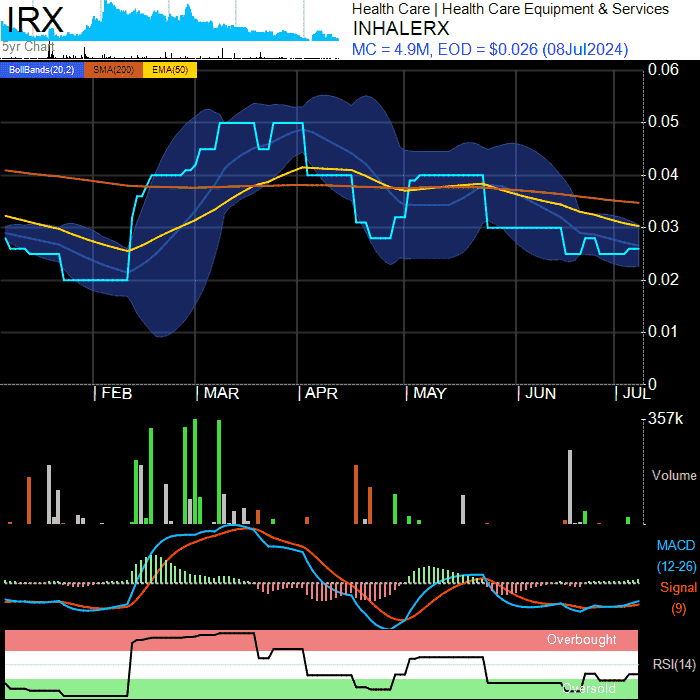 IRX
5yr Chart
Health Care | Health Care Equipment & Services
INHALERX
MC = 4.9M, EOD = $0.026 (08Jul2024)
BollBands(20,2) SMA(200) EMA(50)
0.06
0.05
0.04
0.03
0.02
0.01
0
FEB MAR APR MAY JUN JUL
357k
Volume
MACD
(12-26)
Signal
(9)
Overbought
RSI(14)
Oversold